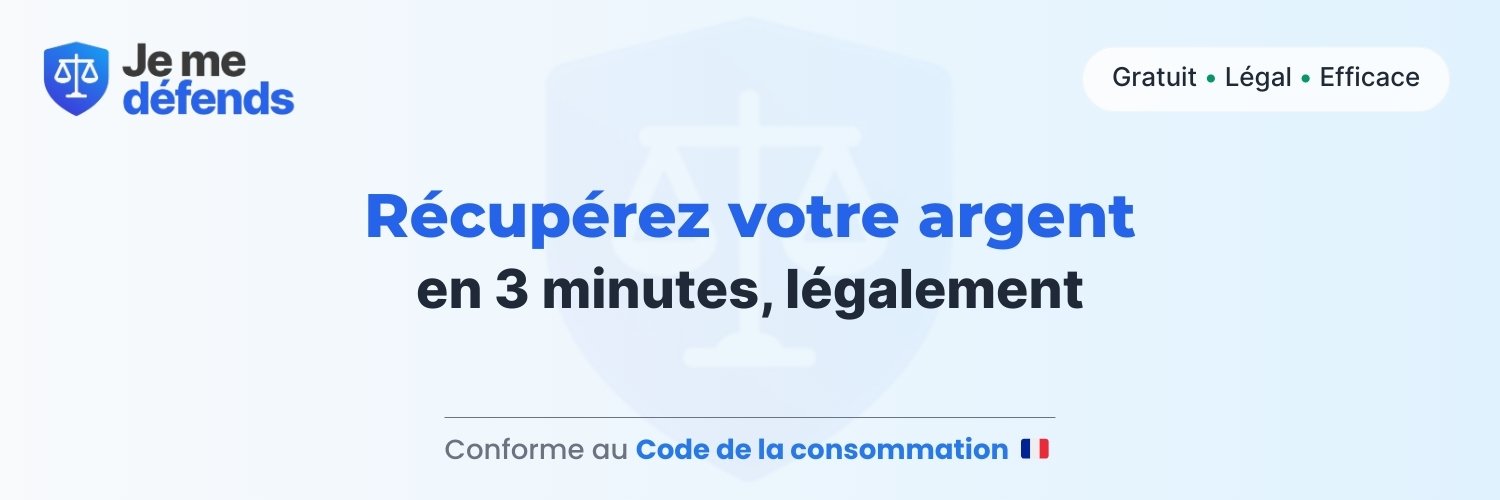 Je me
défends
Gratuit • Légal • Efficace
Récupérez votre argent
en 3 minutes, légalement
Conforme au Code de la consommation